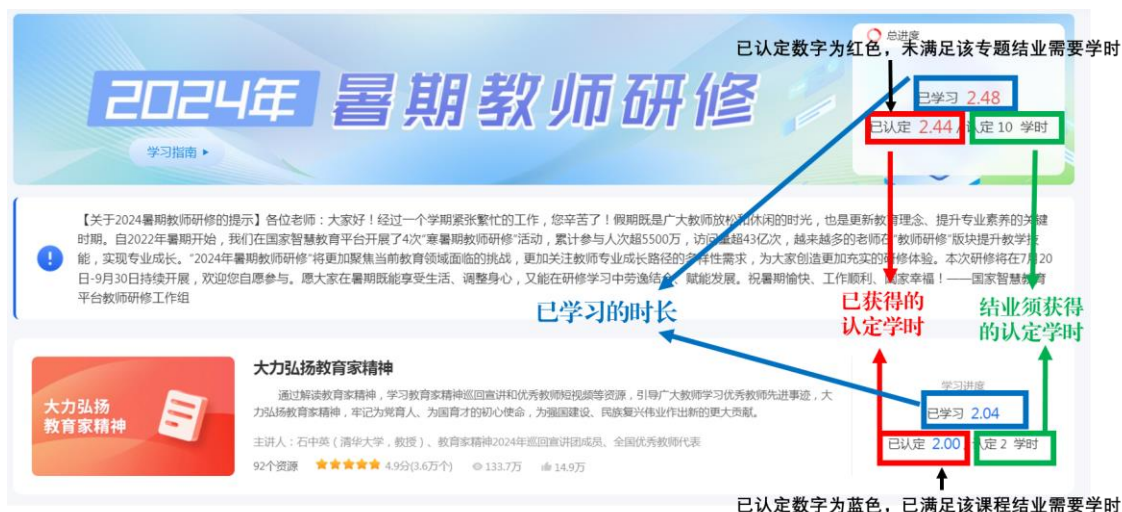 总进度
已认定数字为红色，未满足该专题结业需要学时
2024年 暑期教师研修
已学习 2.48
已认定 2.44 / 认定 10 学时
学习指南
【关于2024暑期教师研修的提示】各位老师：大家好！经过一个学期紧张繁忙的工作，您辛苦了！假期既是广大教师放松和休闲的时光，也是更新教育理念、提升专业素养的关键
时期。自2022年暑期开始，我们在国家智慧教育平台开展了4次“寒暑期教师研修”活动，累计参与人次超5500万，访问量超43亿次，越来越多的老师在“教师研修”版块提升教学技
能，实现专业成长。“2024年暑期教师研修”将更加聚焦当前教育领域面临的挑战，更加关注教师专业成长路径的多样性需求，为大家创造更加充实的研修体验。本次研修将在7月20
日-9月30日持续开展，欢迎您自愿参与。愿大家在暑期既能享受生活、调整身心，又能在研修学习中劳逸结合、赋能发展。祝暑期愉快、工作顺利、阖家幸福！——国家智慧教育
平台教师研修工作组
已学习的时长
已获得的
认定学时
结业须获得
的认定学时
大力弘扬
教育家精神
大力弘扬教育家精神
通过解读教育家精神，学习教育家精神巡回宣讲和优秀教师短视频等资源，引导广大教师学习优秀教师先进事迹，大
力弘扬教育家精神，牢记为党育人、为国育才的初心使命，为强国建设、民族复兴伟业作出新的更大贡献。
主讲人：石中英（清华大学，教授）、教育家精神2024年巡回宣讲团成员、全国优秀教师代表
92个资源 4.9分(3.6万个) 133.7万 14.9万
学习进度
已学习 2.04
已认定 2.00 / 认定 2 学时
已认定数字为蓝色，已满足该课程结业需要学时